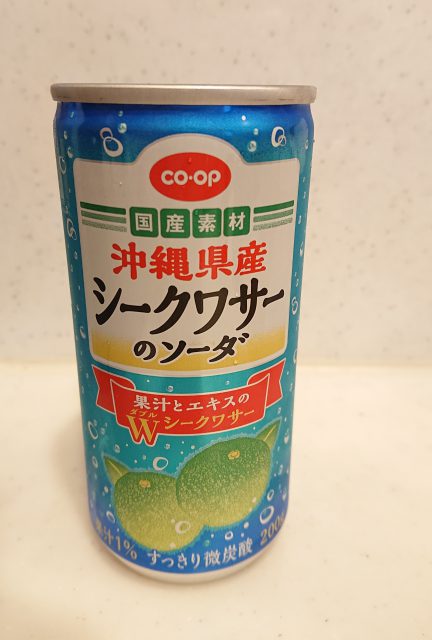 co·op
国産素材
沖縄県産
シークワサー
のソーダ
果汁とエキスの
ダブル
Wシークワサー
果汁1% すっきり微炭酸 200